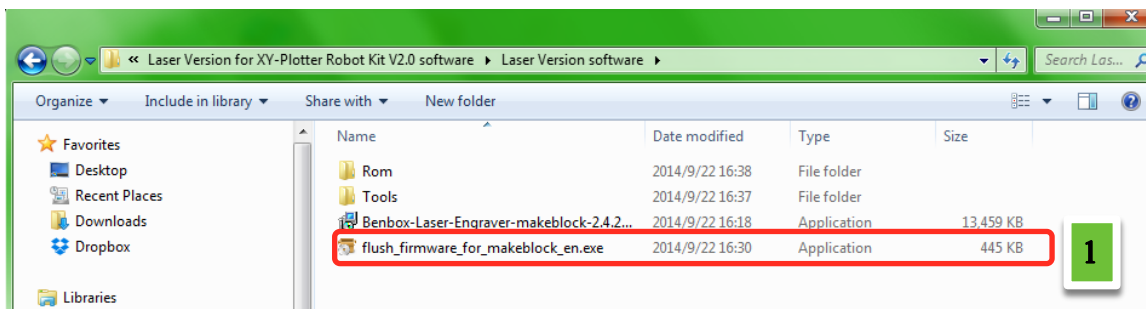 « Laser Version for XY-Plotter Robot Kit V2.0 software Laser Version software Search Las...
Organize Include in library Share with New folder
Name Date modified Type Size
Favorites
Desktop
Recent Places
Downloads
Dropbox
Libraries
Rom 2014/9/22 16:38 File folder
Tools 2014/9/22 16:37 File folder
Benbox-Laser-Engraver-makeblock-2.4.2... 2014/9/22 16:18 Application 13,459 KB
flush_firmware_for_makeblock_en.exe 2014/9/22 16:30 Application 445 KB
1